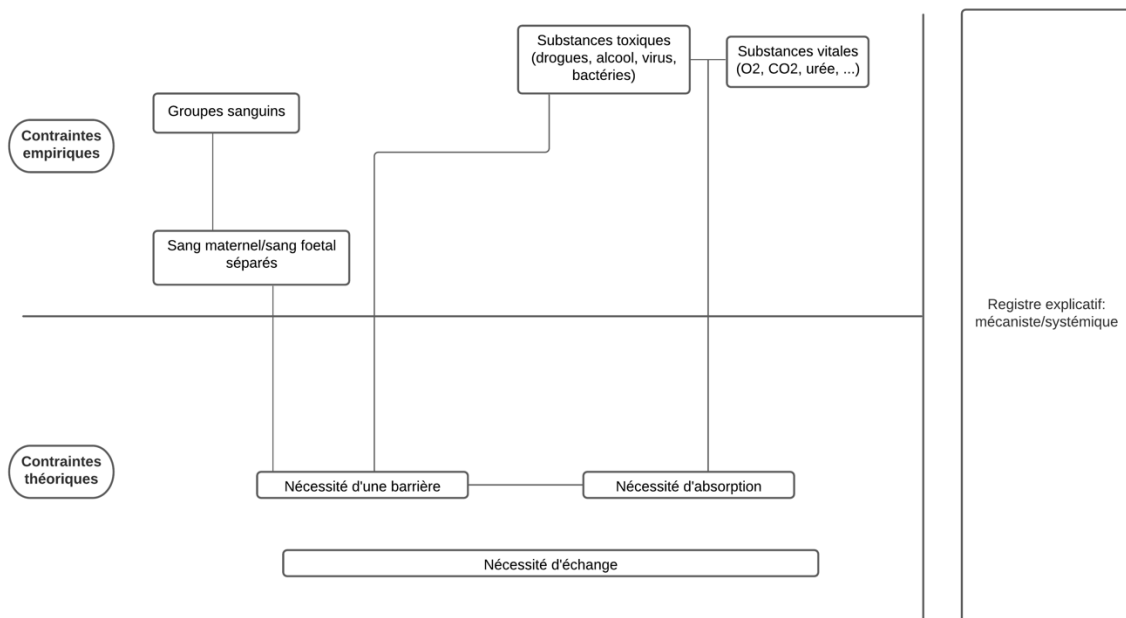 Substances toxiques
(drogues, alcool, virus,
bactéries)
Substances vitales
(O2, CO2, urée, ...)
Groupes sanguins
Contraintes
empiriques
Sang maternel/sang foetal
séparés
Registre explicatif:
mécaniste/systémique
Contraintes
théoriques
Nécessité d'une barrière
Nécessité d'absorption
Nécessité d'échange